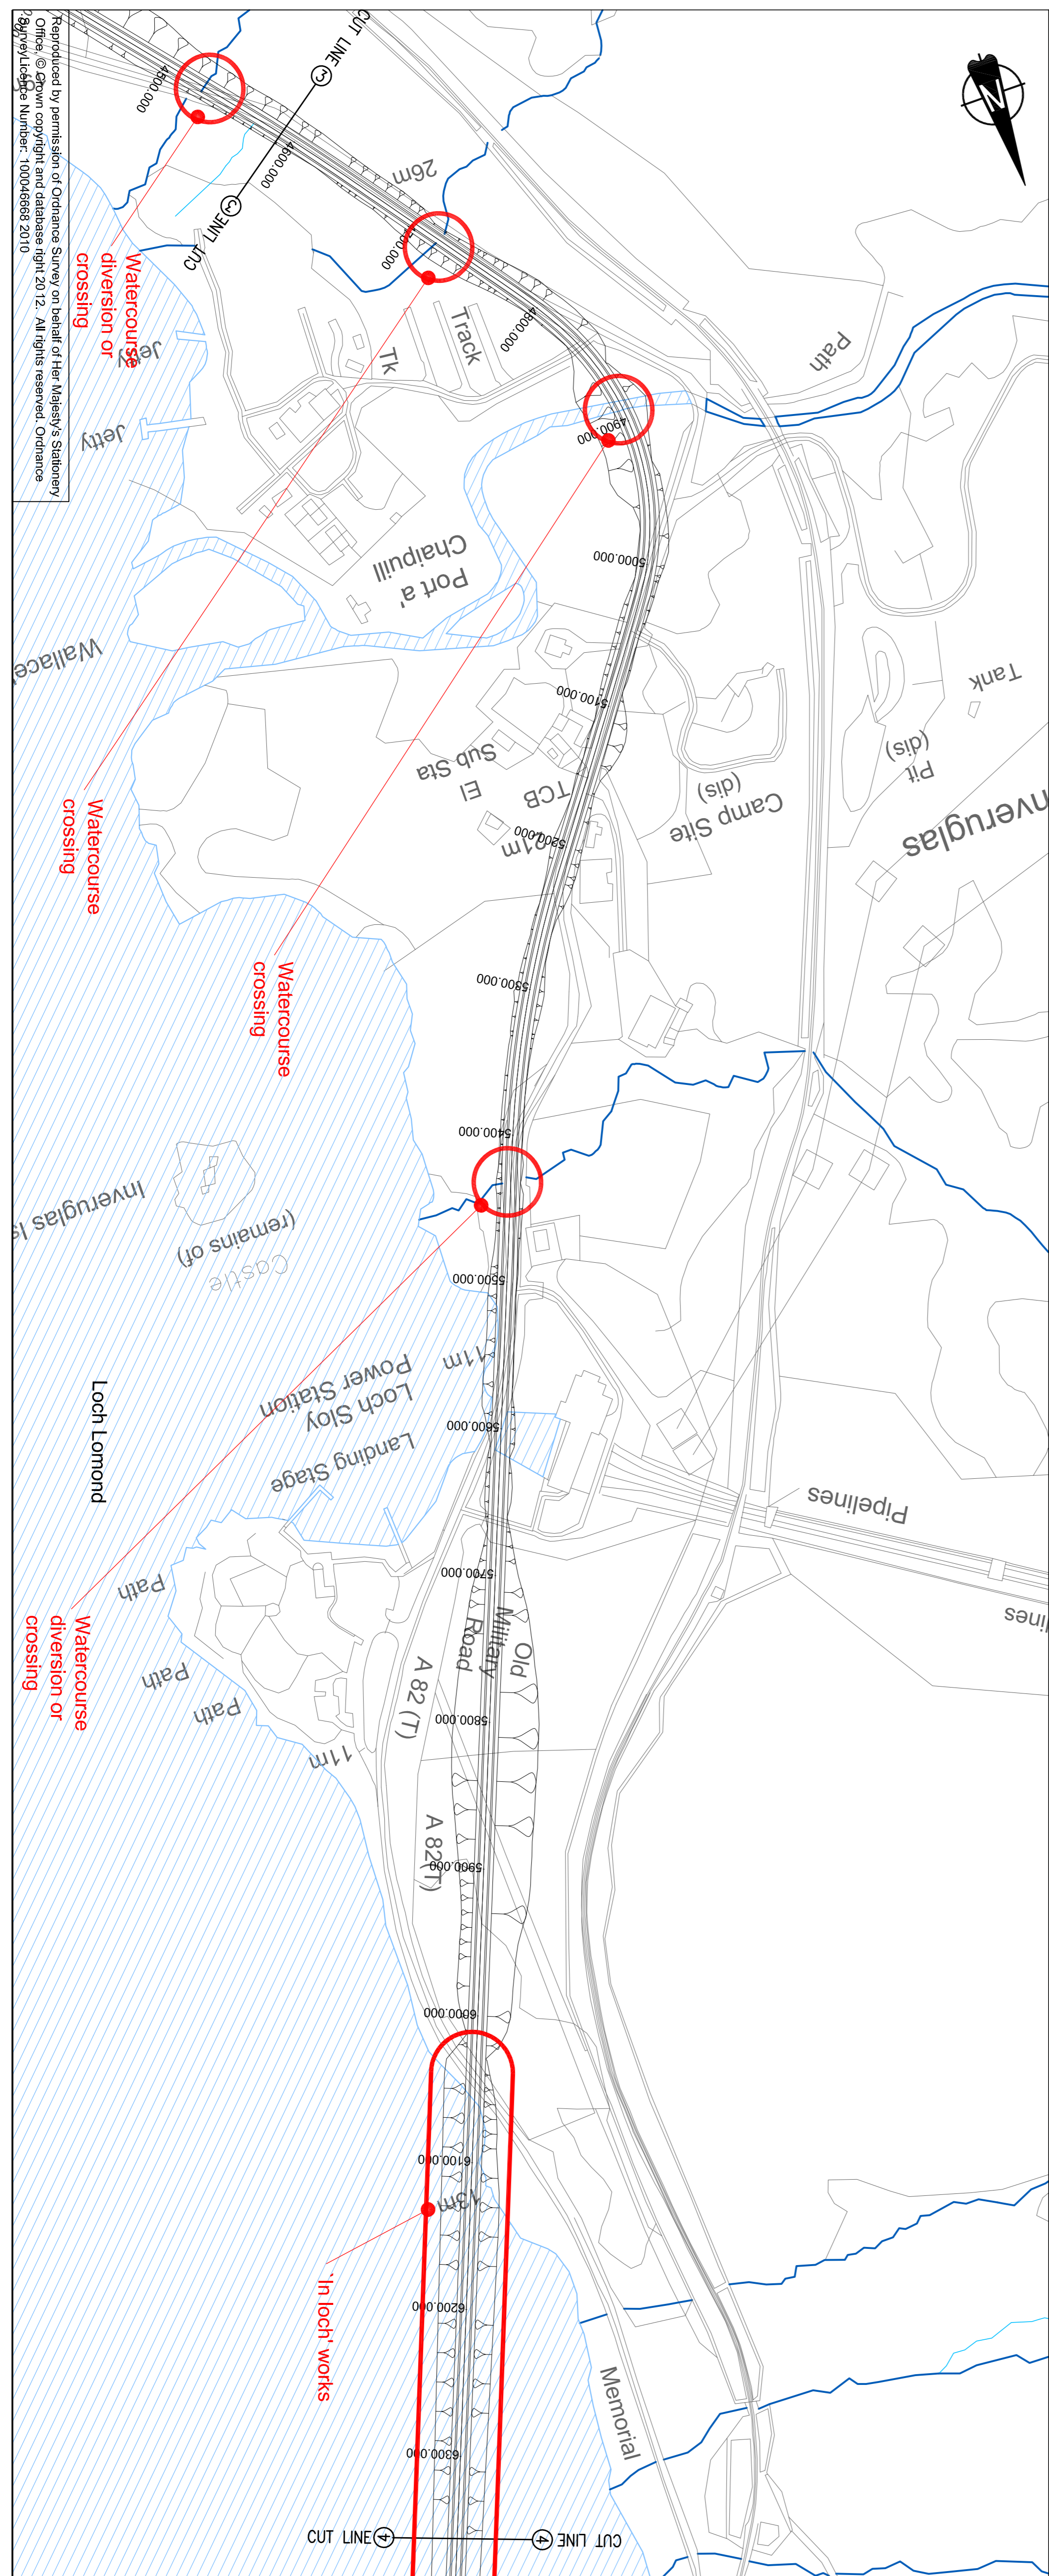 Reproduced by permission of Ordnance Survey on behalf of Her Majesty's Stationery
Office, © Crown copyright and database right 2012. All rights reserved. Ordnance
Survey Licence Number: 100046668 2010
N
CUT LINE 3
CUT LINE 3
4500.000
4600.000
26m
Watercourse
diversion or
crossing
4800.000
Track
Tk
Path
Jetty
Jetty
4900.000
Port a'
Chaipuill
5000.000
Wallace
5100.000
Tank
Pit
(dis)
Camp Site
(dis)
El
Sub Sta
TCB
21m
5200.000
Inveruglas
Watercourse
crossing
Watercourse
crossing
5300.000
5400.000
Inveruglas Is
Castle
(remains of)
5500.000
11m
Loch Sloy
Power Station
Landing Stage
5600.000
Loch Lomond
Pipelines
5700.000
Path
Path
Path
Watercourse
diversion or
crossing
Old
Military
Road
A 82 (T)
5800.000
11m
A 82(T)
5900.000
6000.000
6100.000
13m
'In loch' works
6200.000
Memorial
6300.000
CUT LINE 4
CUT LINE 4